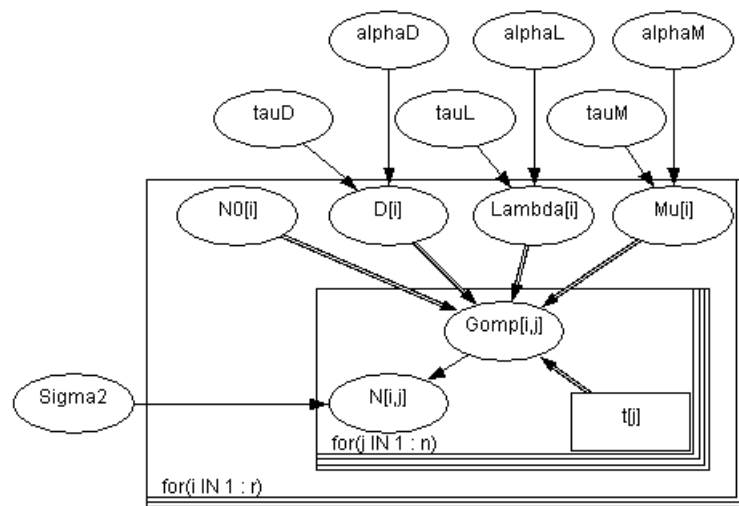 alphaD
alphaL
alphaM
tauD
tauL
tauM
N0[i]
D[i]
Lambda[i]
Mu[i]
Gomp[i,j]
Sigma2
N[i,j]
t[j]
for(j IN 1 : n)
for(i IN 1 : r)